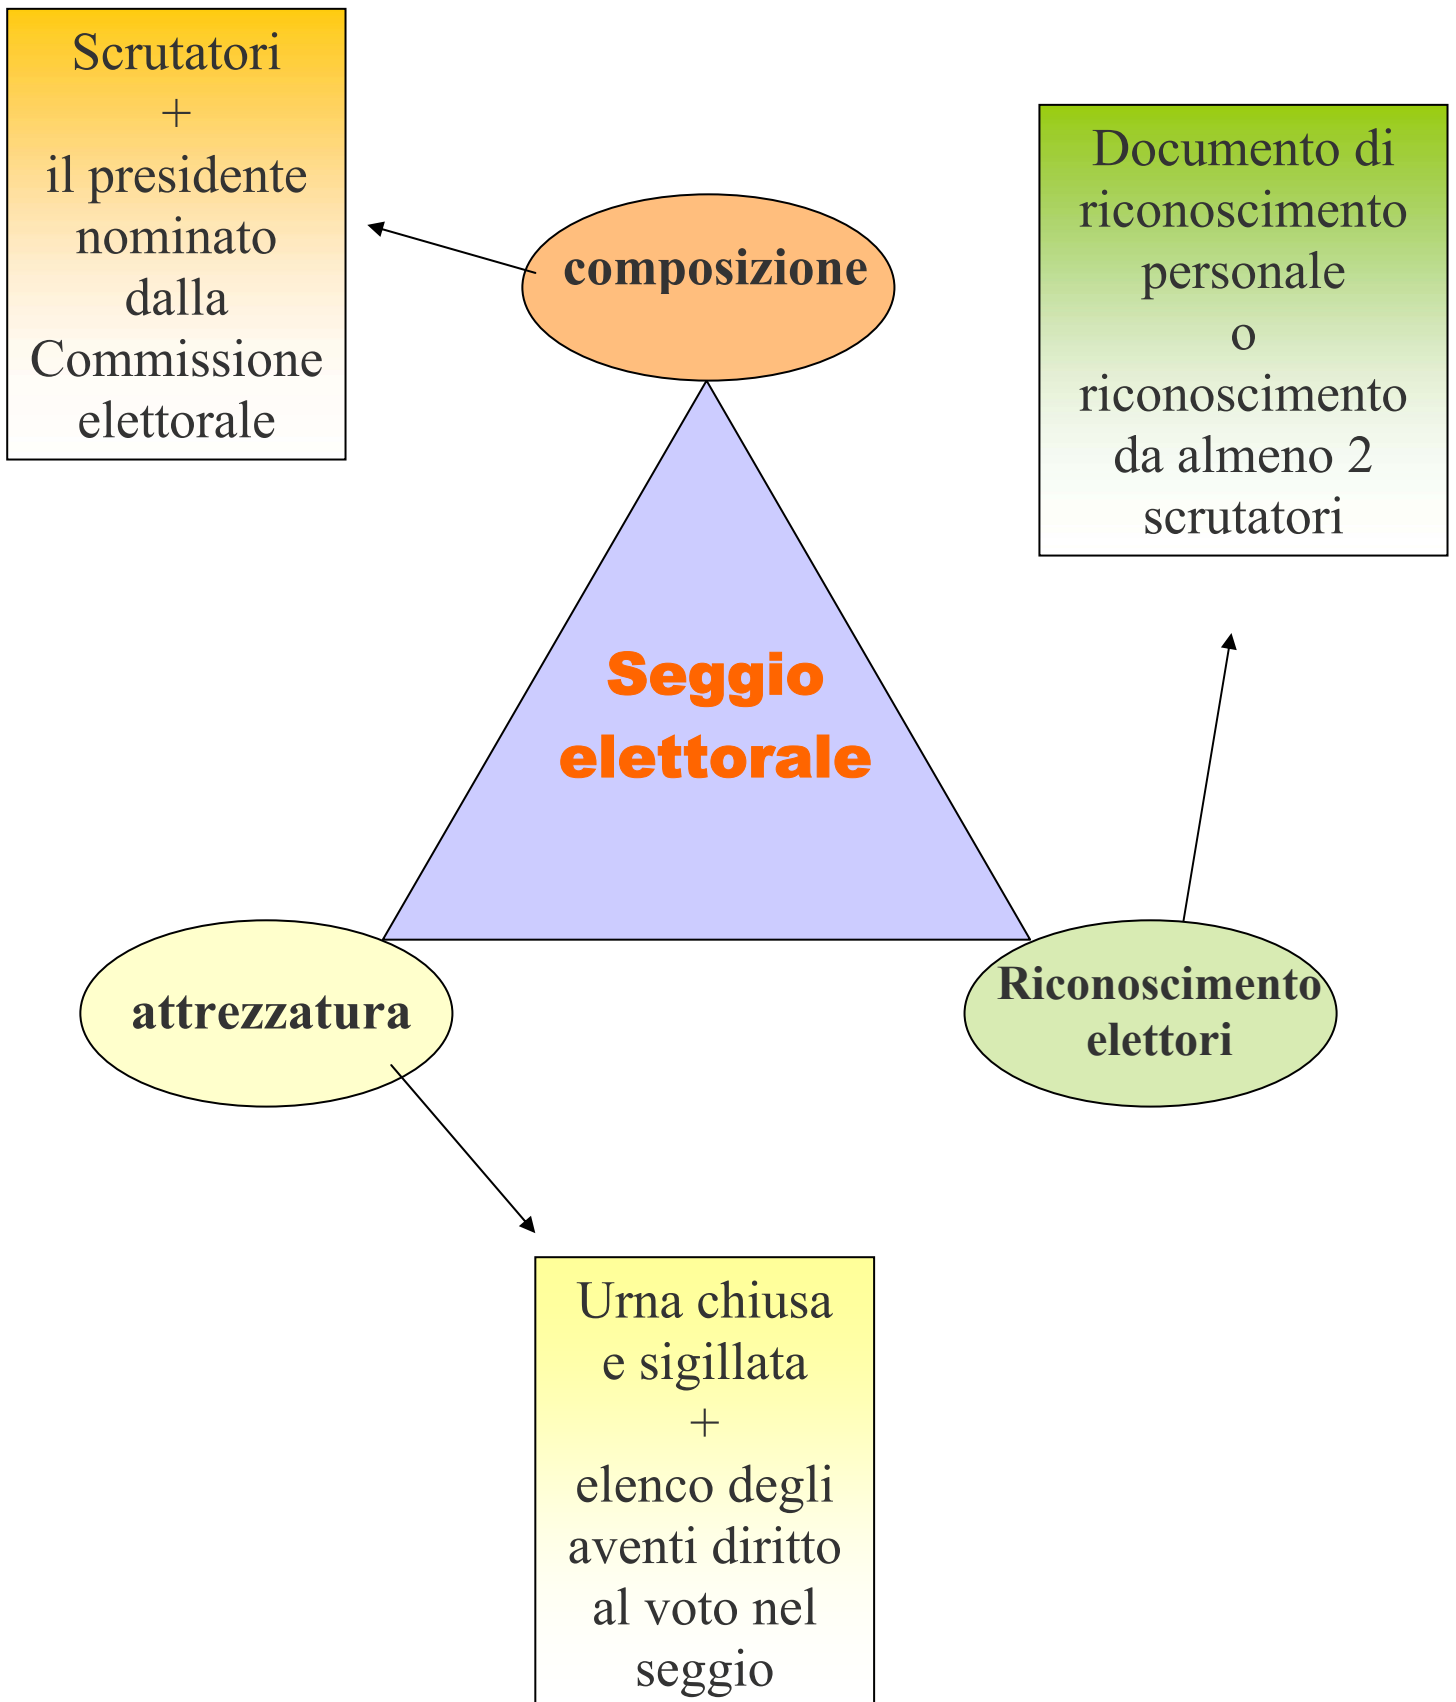 Scrutatori
+
il presidente
nominato
dalla
Commissione
elettorale
composizione
Documento di
riconoscimento
personale
o
riconoscimento
da almeno 2
scrutatori
Seggio
elettorale
attrezzatura
Riconoscimento
elettori
Urna chiusa
e sigillata
+
elenco degli
aventi diritto
al voto nel
seggio